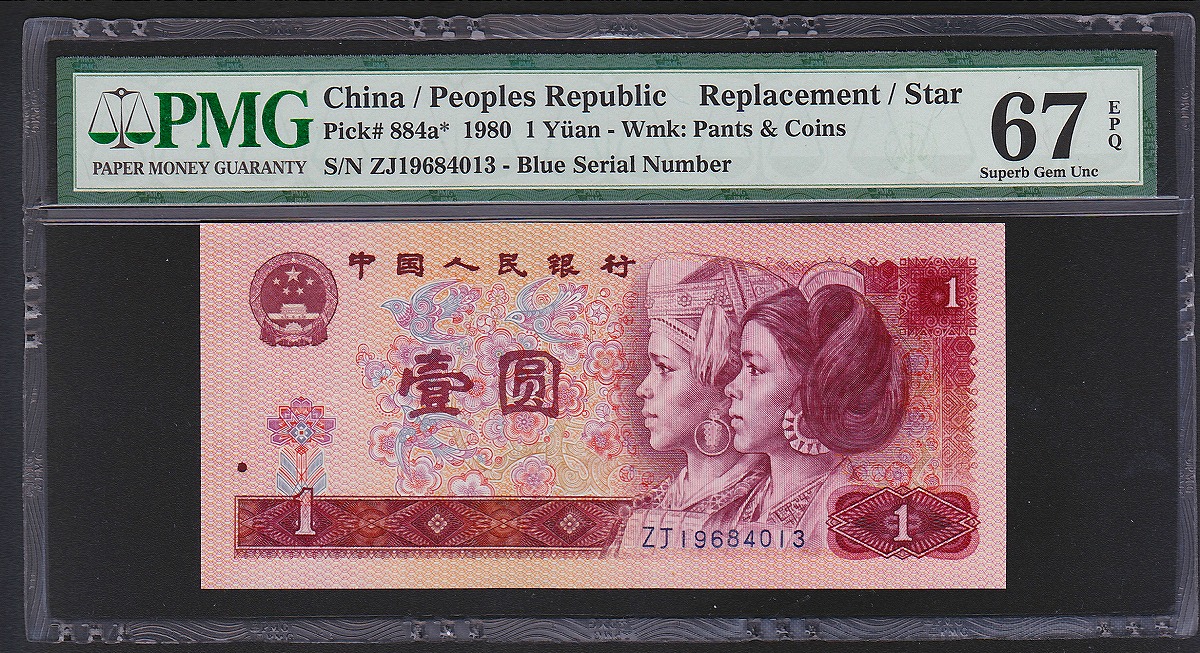 PMG
PAPER MONEY GUARANTY
China / Peoples Republic Replacement / Star
Pick# 884a* 1980 1 Yüan - Wmk: Pants & Coins
S/N ZJ19684013 - Blue Serial Number
67
EPQ
Superb Gem Unc
中国人民银行
1
壹圆
1
1
ZJ19684013